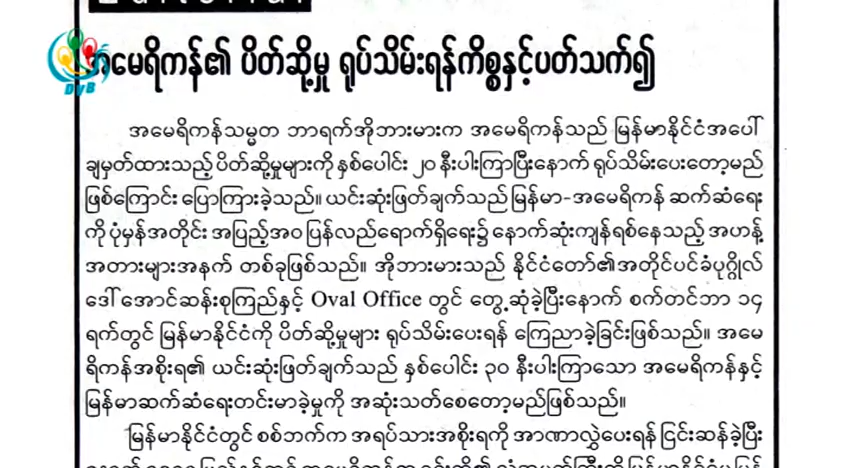 DVB
အမေရိကန်၏ ပိတ်ဆို့မှု ရုပ်သိမ်းရန်ကိစ္စနှင့်ပတ်သက်၍
အမေရိကန်သမ္မတ ဘာရက်အိုဘားမားက အမေရိကန်သည် မြန်မာနိုင်ငံအပေါ်
ချမှတ်ထားသည့် ပိတ်ဆို့မှုများကို နှစ်ပေါင်း ၂၀ နီးပါးကြာပြီးနောက် ရုပ်သိမ်းပေးတော့မည်
ဖြစ်ကြောင်း ပြောကြားခဲ့သည်။ ယင်းဆုံးဖြတ်ချက်သည် မြန်မာ-အမေရိကန် ဆက်ဆံရေး
ကို ပုံမှန်အတိုင်း အပြည့်အဝ ပြန်လည်ရောက်ရှိရေး၌ နောက်ဆုံးကျန်ရစ်နေသည့် အဟန့်
အတားများအနက် တစ်ခုဖြစ်သည်။ အိုဘားမားသည် နိုင်ငံတော်၏အတိုင်ပင်ခံပုဂ္ဂိုလ်
ဒေါ်အောင်ဆန်းစုကြည်နှင့် Oval Office တွင် တွေ့ဆုံခဲ့ပြီးနောက် စက်တင်ဘာ ၁၄
ရက်တွင် မြန်မာနိုင်ငံကို ပိတ်ဆို့မှုများ ရုပ်သိမ်းပေးရန် ကြေညာခဲ့ခြင်းဖြစ်သည်။ အမေ
ရိကန်အစိုးရ၏ ယင်းဆုံးဖြတ်ချက်သည် နှစ်ပေါင်း ၃၀ နီးပါးကြာသော အမေရိကန်နှင့်
မြန်မာဆက်ဆံရေးတင်းမာခဲ့မှုကို အဆုံးသတ်စေတော့မည်ဖြစ်သည်။
မြန်မာနိုင်ငံတွင် စစ်ဘက်က အရပ်သားအစိုးရကို အာဏာလွှဲပေးရန် ငြင်းဆန်ခဲ့ပြီး